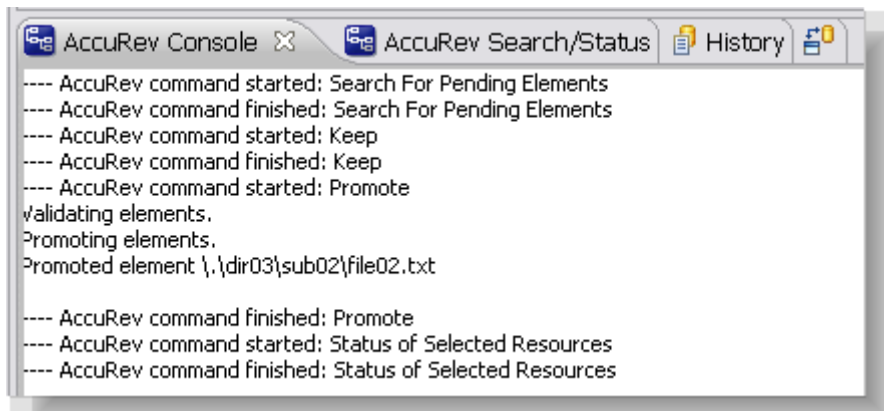 AccuRev Console AccuRev Search/Status History
---- AccuRev command started: Search For Pending Elements
---- AccuRev command finished: Search For Pending Elements
---- AccuRev command started: Keep
---- AccuRev command finished: Keep
---- AccuRev command started: Promote
Validating elements.
Promoting elements.
Promoted element \.\dir03\sub02\file02.txt
---- AccuRev command finished: Promote
---- AccuRev command started: Status of Selected Resources
---- AccuRev command finished: Status of Selected Resources